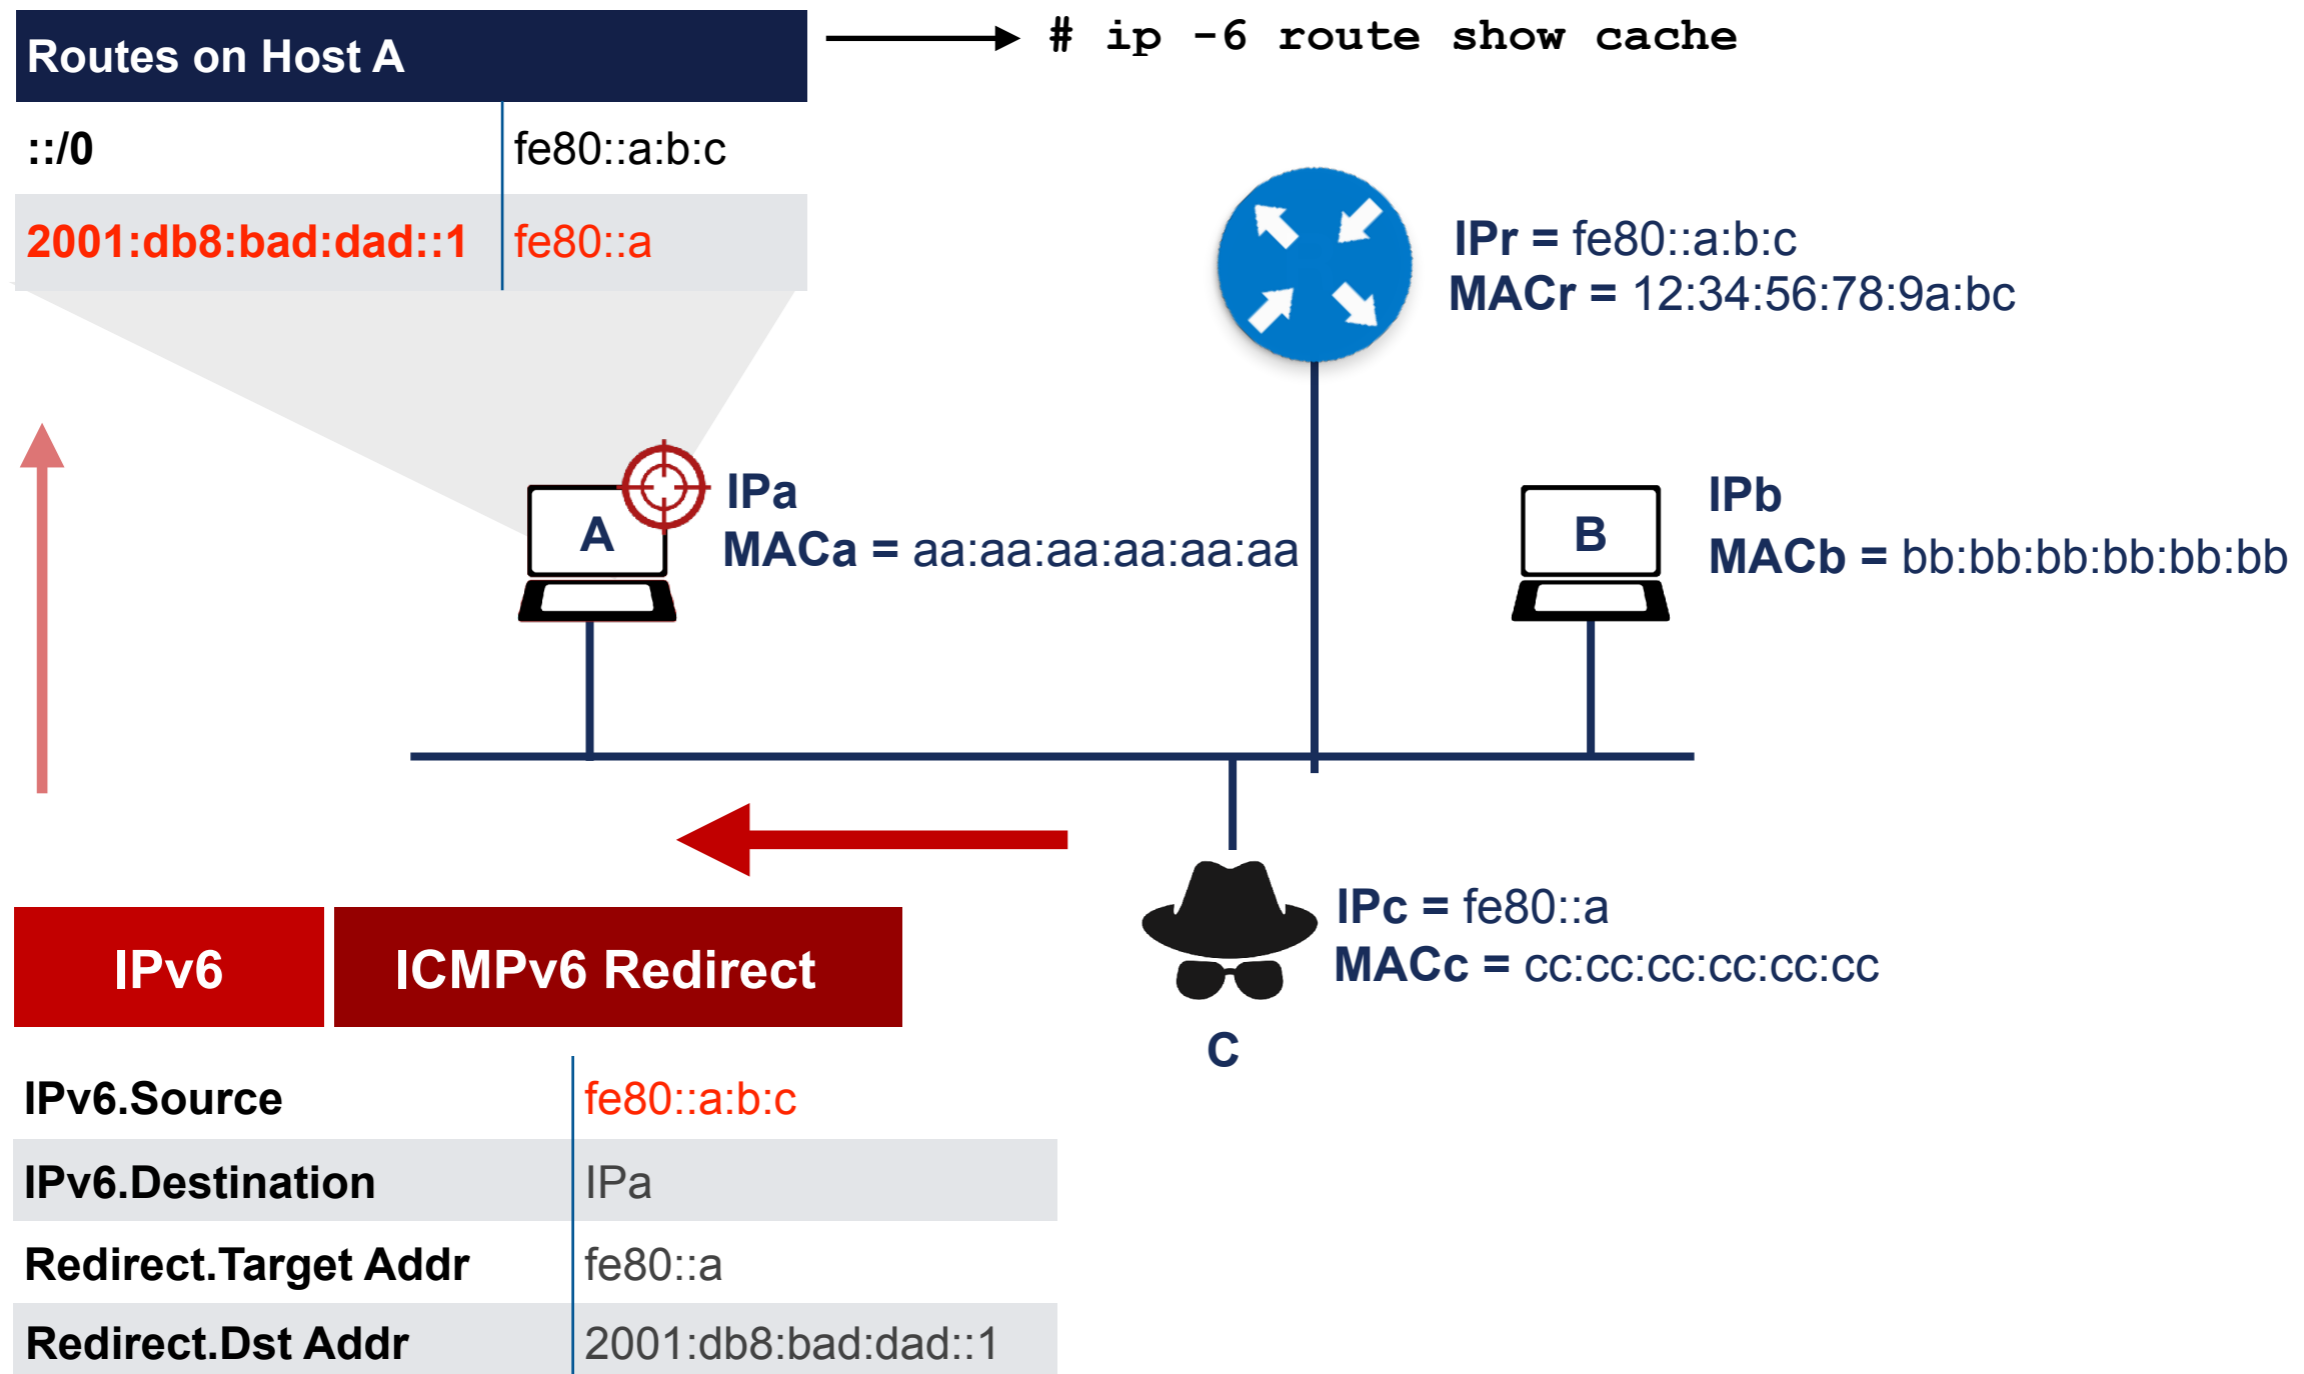 Routes on Host A
# ip -6 route show cache
::/0 fe80::a:b:c
2001:db8:bad:dad::1 fe80::a
IPr = fe80::a:b:c
MACr = 12:34:56:78:9a:bc
A
IPa
MACa = aa:aa:aa:aa:aa:aa
B
IPb
MACb = bb:bb:bb:bb:bb:bb
IPc = fe80::a
MACc = cc:cc:cc:cc:cc:cc
C
IPv6 ICMPv6 Redirect
IPv6.Source fe80::a:b:c
IPv6.Destination IPa
Redirect.Target Addr fe80::a
Redirect.Dst Addr 2001:db8:bad:dad::1